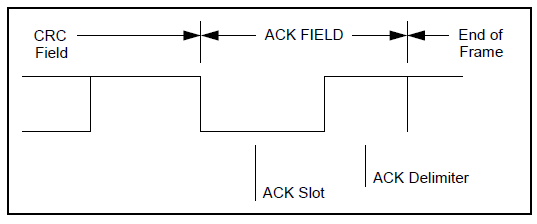 CRC
Field
ACK FIELD
End of
Frame
ACK Slot
ACK Delimiter